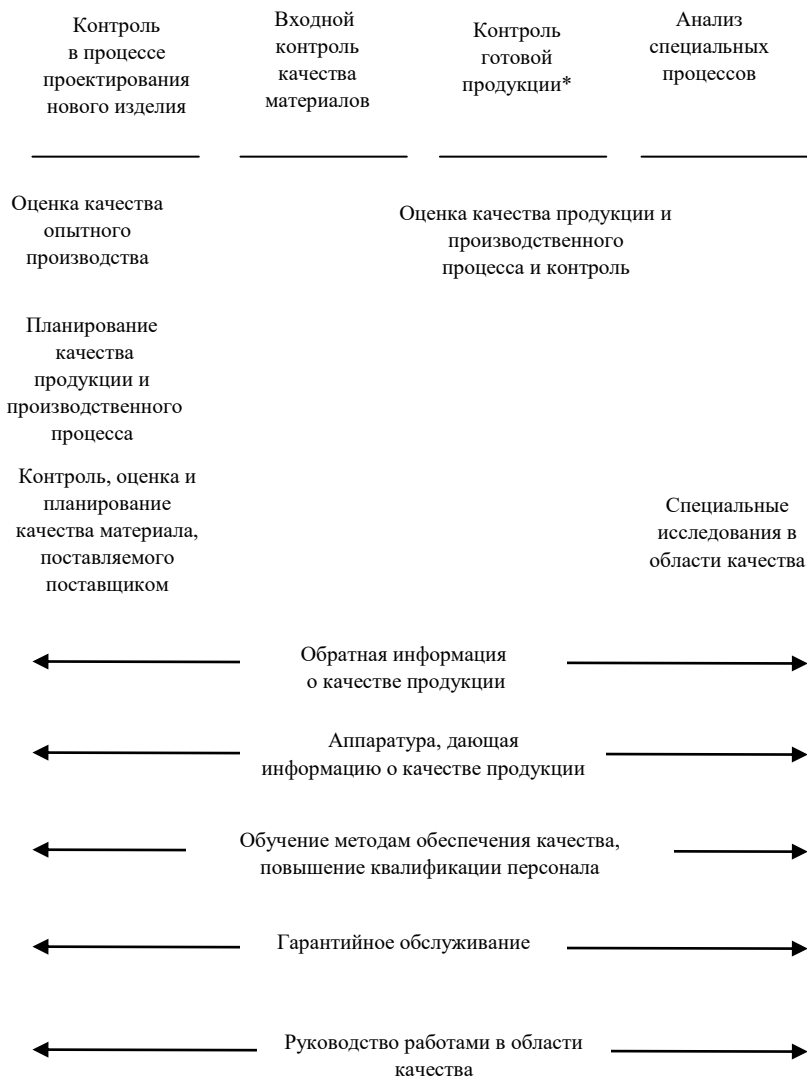 Контроль
в процессе
проектирования
нового изделия
Входной
контроль
качества
материалов
Контроль
готовой
продукции*
Анализ
специальных
процессов
Оценка качества
опытного
производства
Оценка качества продукции и
производственного
процесса и контроль
Планирование
качества
продукции и
производственного
процесса
Контроль, оценка и
планирование
качества материала,
поставляемого
поставщиком
Специальные
исследования в
области качества
Обратная информация
о качестве продукции
Аппаратура, дающая
информацию о качестве продукции
Обучение методам обеспечения качества,
повышение квалификации персонала
Гарантийное обслуживание
Руководство работами в области
качества